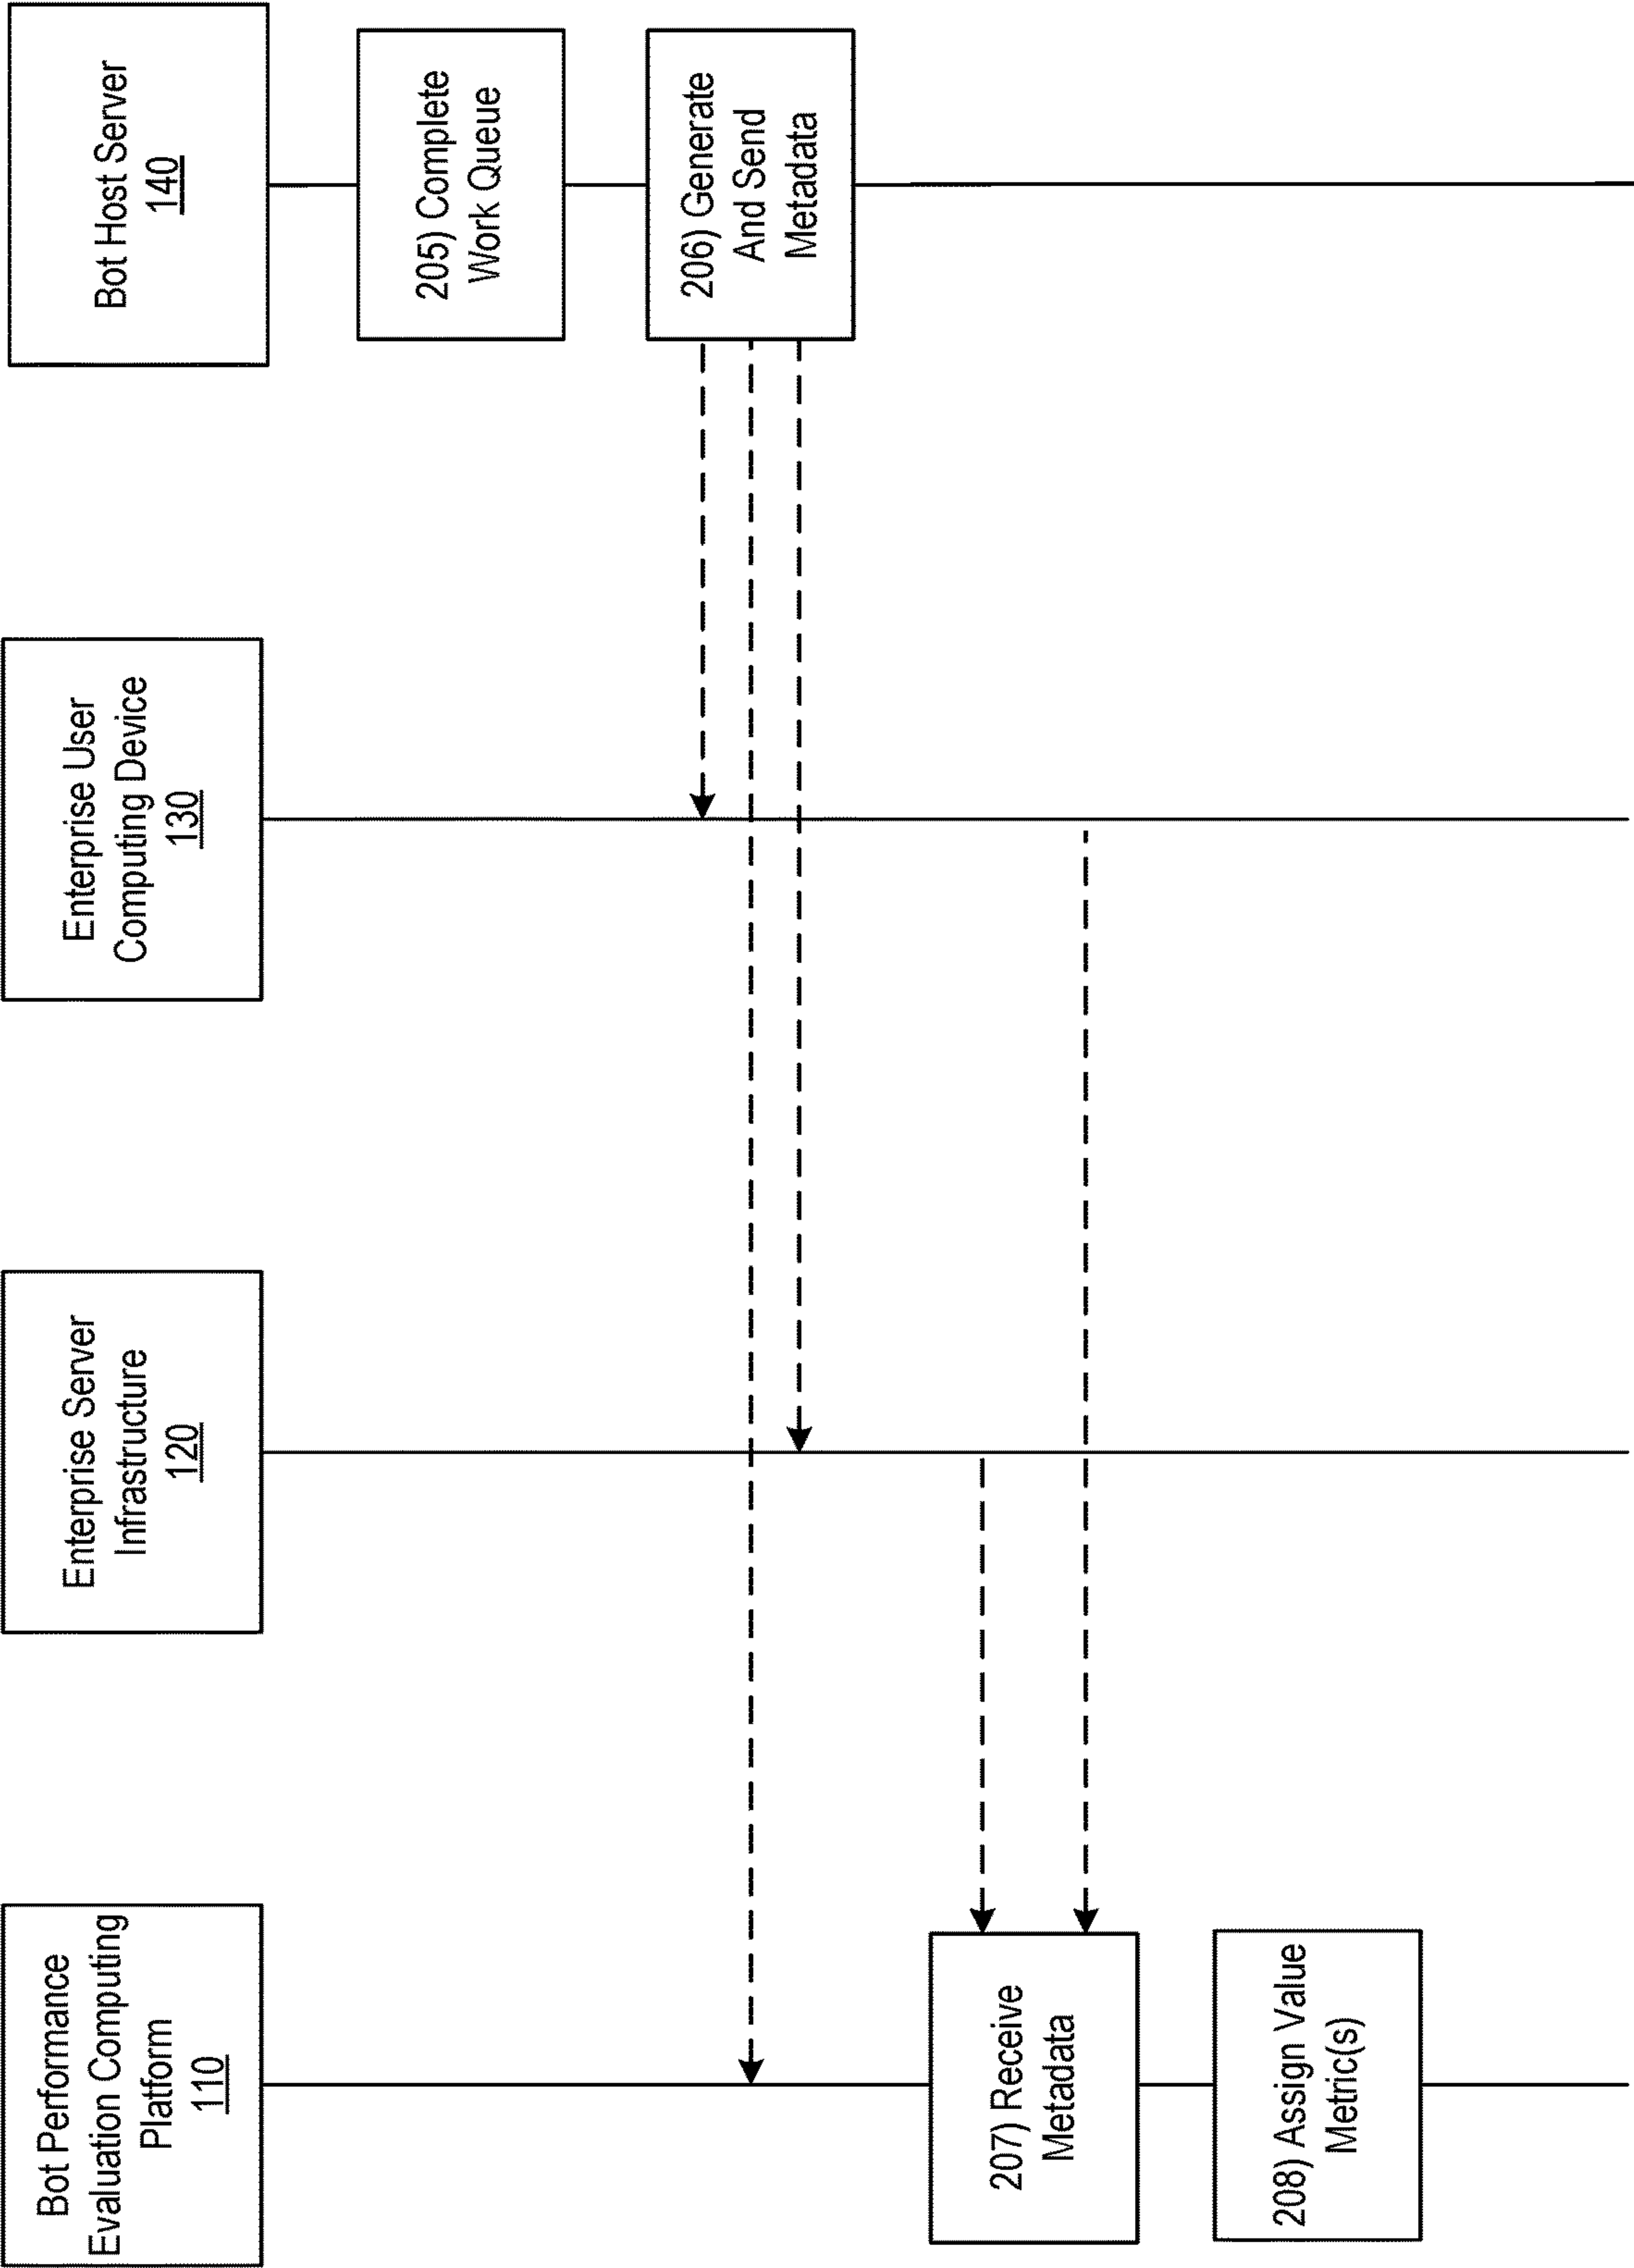 Bot Performance
Evaluation Computing
Platform
110
Enterprise Server
Infrastructure
120
Enterprise User
Computing Device
130
Bot Host Server
140
205) Complete
Work Queue
206) Generate
And Send
Metadata
207) Receive
Metadata
208) Assign Value
Metric(s)